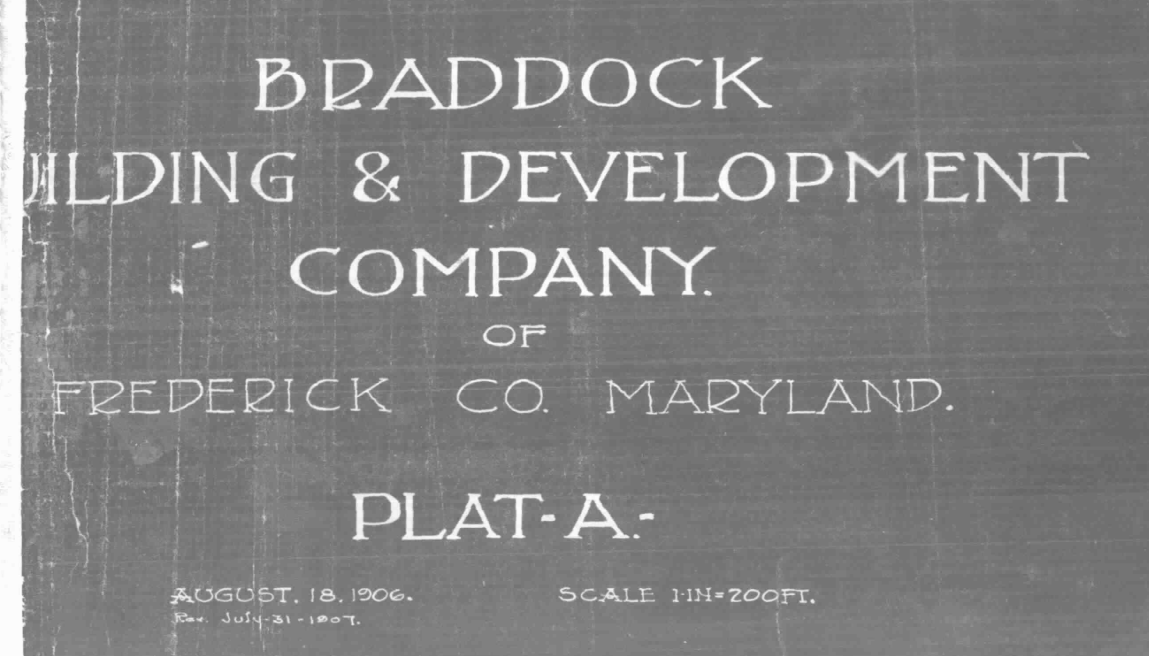 BRADDOCK
UILDING & DEVELOPMENT
COMPANY.
OF
FREDERICK CO. MARYLAND.
PLAT-A.-
AUGUST. 18, 1906. SCALE 1-IN=200FT.
Rev. July-31-1907.